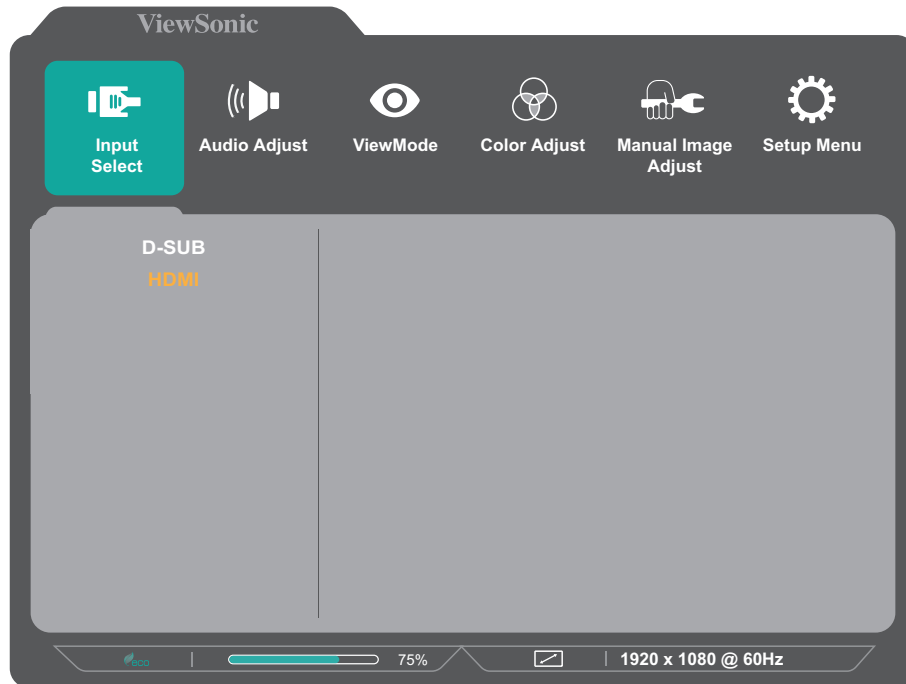 ViewSonic
Input
Select
Audio Adjust
ViewMode
Color Adjust
Manual Image
Adjust
Setup Menu
D-SUB
HDMI
eco
75%
1920 x 1080 @ 60Hz